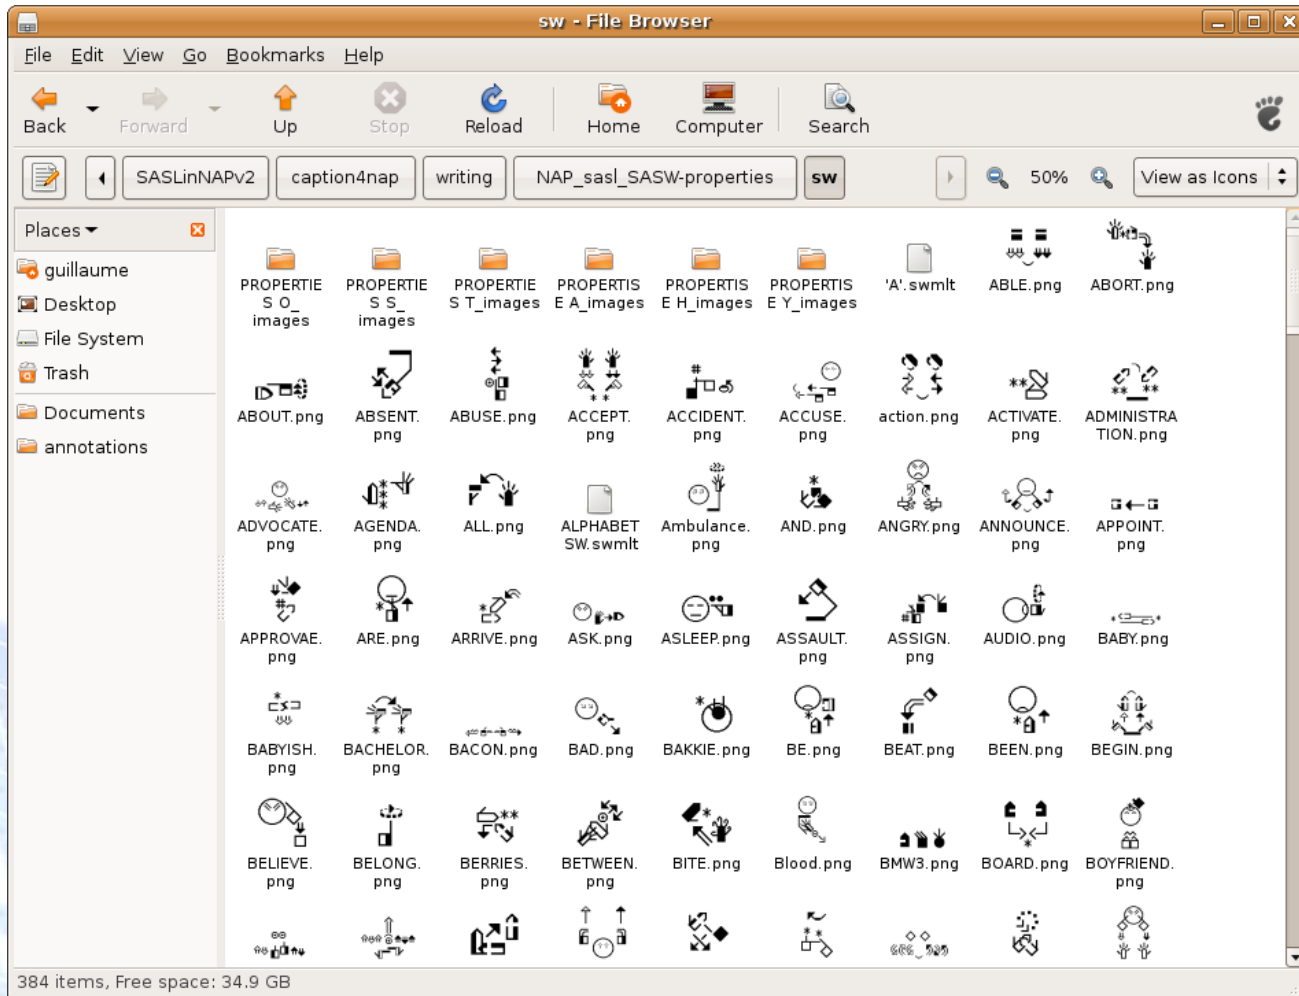 sw - File Browser
File Edit View Go Bookmarks Help
Back Forward Up Stop Reload Home Computer Search
SASLinNAPv2 caption4nap writing NAP_sasl_SASW-properties sw 50% View as Icons
Places
guillaume
Desktop
File System
Trash
Documents
annotations
PROPERTIE PROPERTIE PROPERTIE PROPERTIS PROPERTIS PROPERTIS 'A'.swmlt ABLE.png ABORT.png
S O_ S S_ S T_images E A_images E H_images E Y_images
images images
ABOUT.png ABSENT. ABUSE.png ACCEPT. ACCIDENT. ACCUSE. action.png ACTIVATE. ADMINISTRA
png png png png png TION.png
ADVOCATE. AGENDA. ALL.png ALPHABET Ambulance. AND.png ANGRY.png ANNOUNCE. APPOINT.
png png SW.swmlt png png png
APPROVAE. ARE.png ARRIVE.png ASK.png ASLEEP.png ASSAULT. ASSIGN. AUDIO.png BABY.png
png png png
BABYISH. BACHELOR. BACON.png BAD.png BAKKIE.png BE.png BEAT.png BEEN.png BEGIN.png
png png
BELIEVE. BELONG. BERRIES. BETWEEN. BITE.png Blood.png BMW3.png BOARD.png BOYFRIEND.
png png png png png
384 items, Free space: 34.9 GB